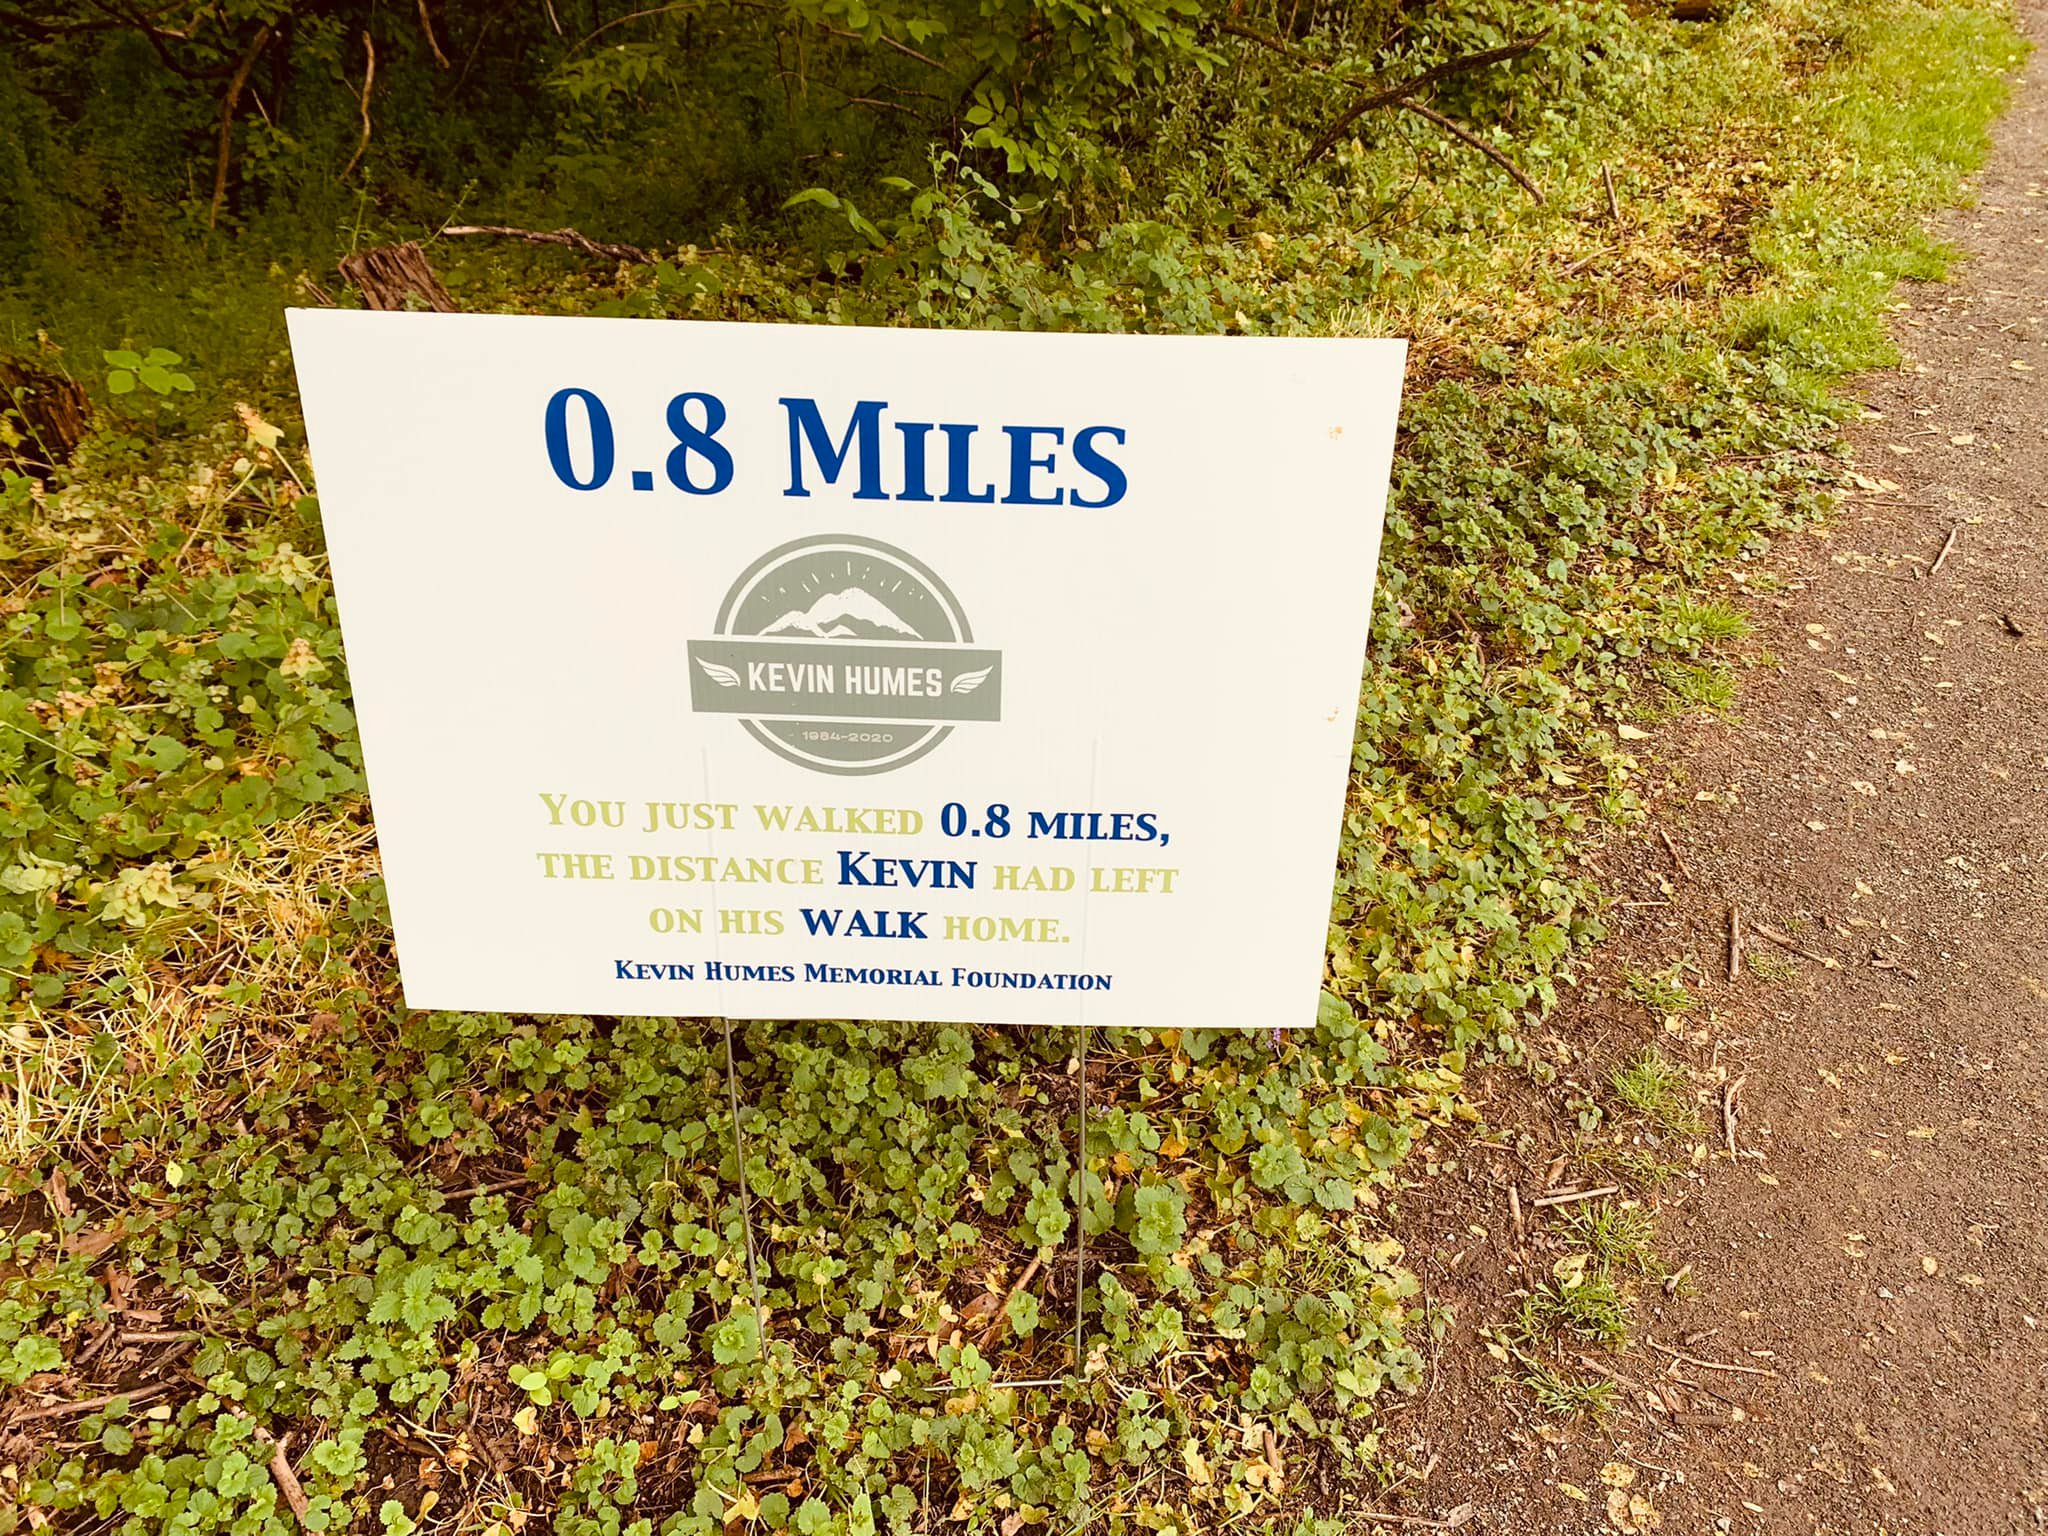 0.8 Miles
KEVIN HUMES
1984-2020
You just walked 0.8 miles,
the distance Kevin had left
on his walk home.
Kevin Humes Memorial Foundation